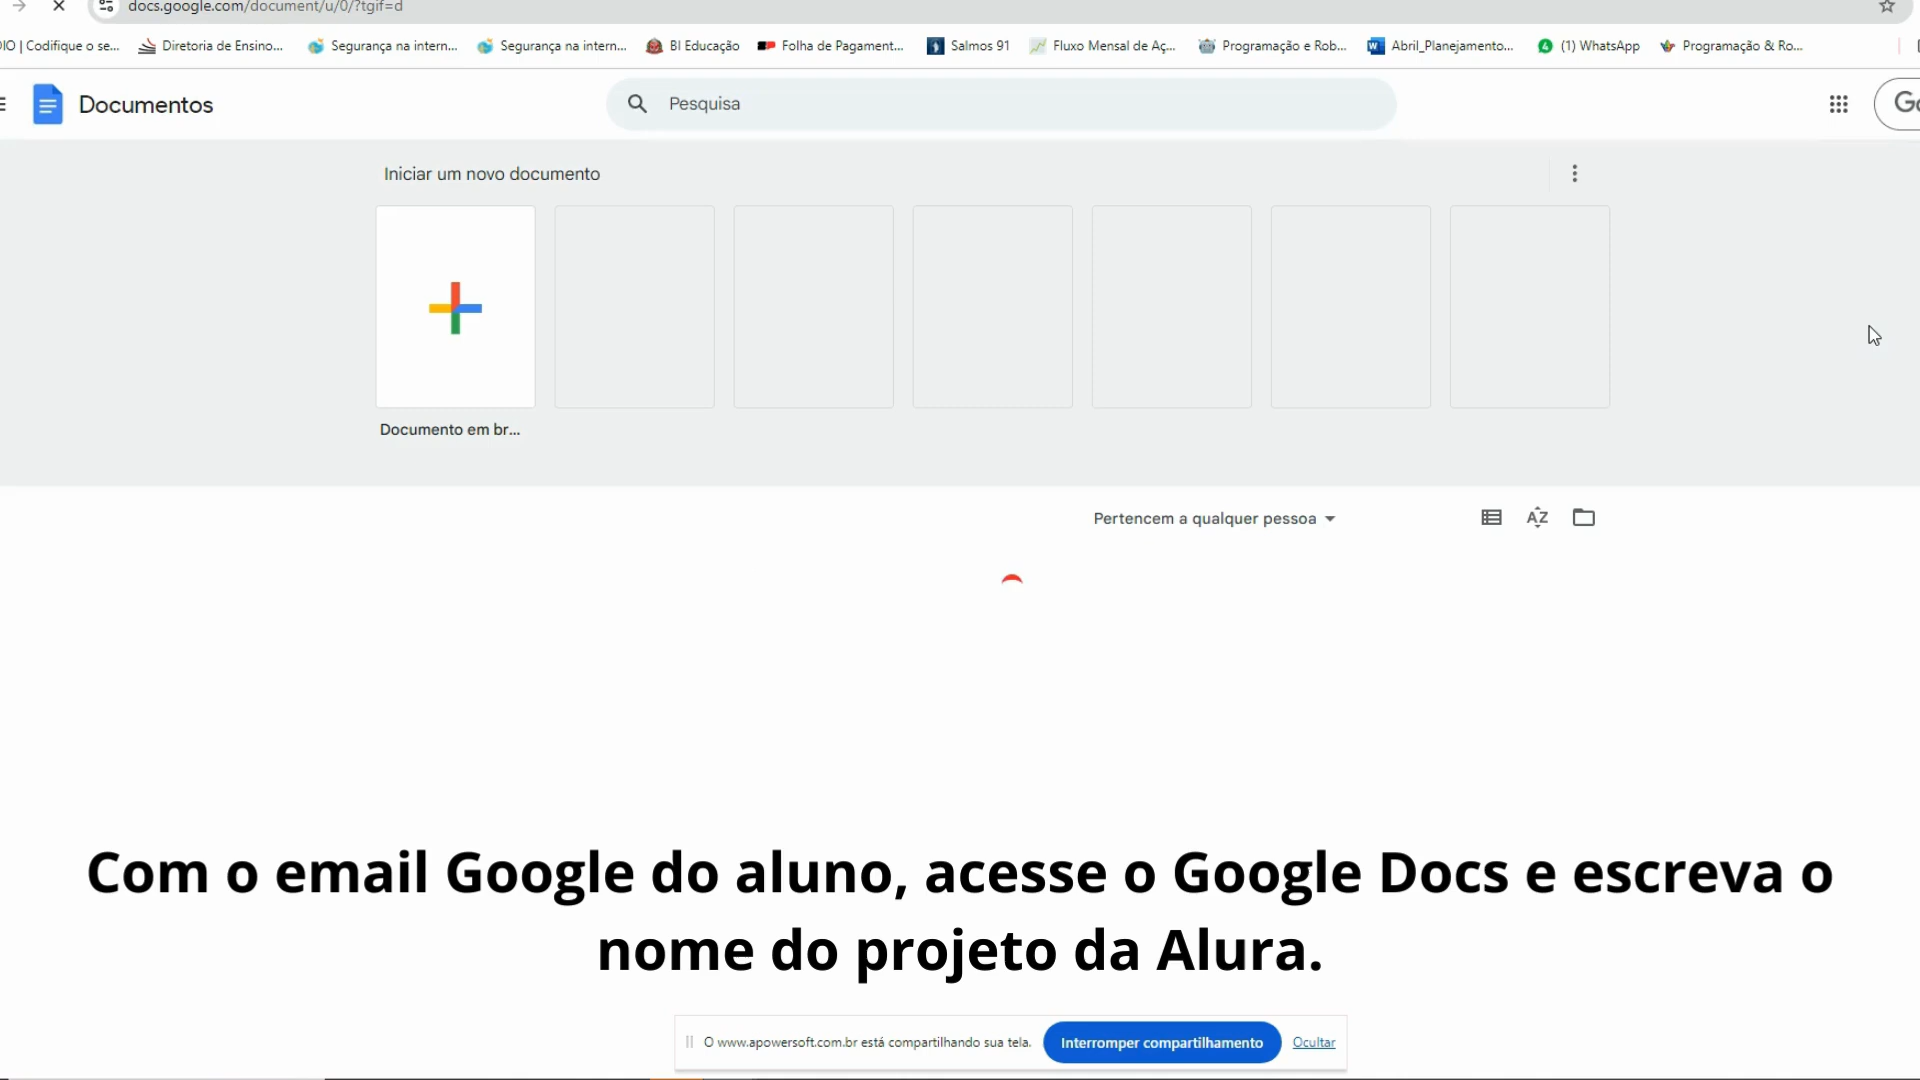 docs.google.com/document/u/0/?tgif=d
DIO | Codifique o se...
Diretoria de Ensino...
Segurança na intern...
Segurança na intern...
BI Educação
Folha de Pagament...
Salmos 91
Fluxo Mensal de Aç...
Programação e Rob...
Abril_Planejamento...
(1) WhatsApp
Programação & Ro...
Documentos
Pesquisa
Iniciar um novo documento
Documento em br...
Pertencem a qualquer pessoa
AZ
Com o email Google do aluno, acesse o Google Docs e escreva o
nome do projeto da Alura.
O www.apowersoft.com.br está compartilhando sua tela.
Interromper compartilhamento
Ocultar